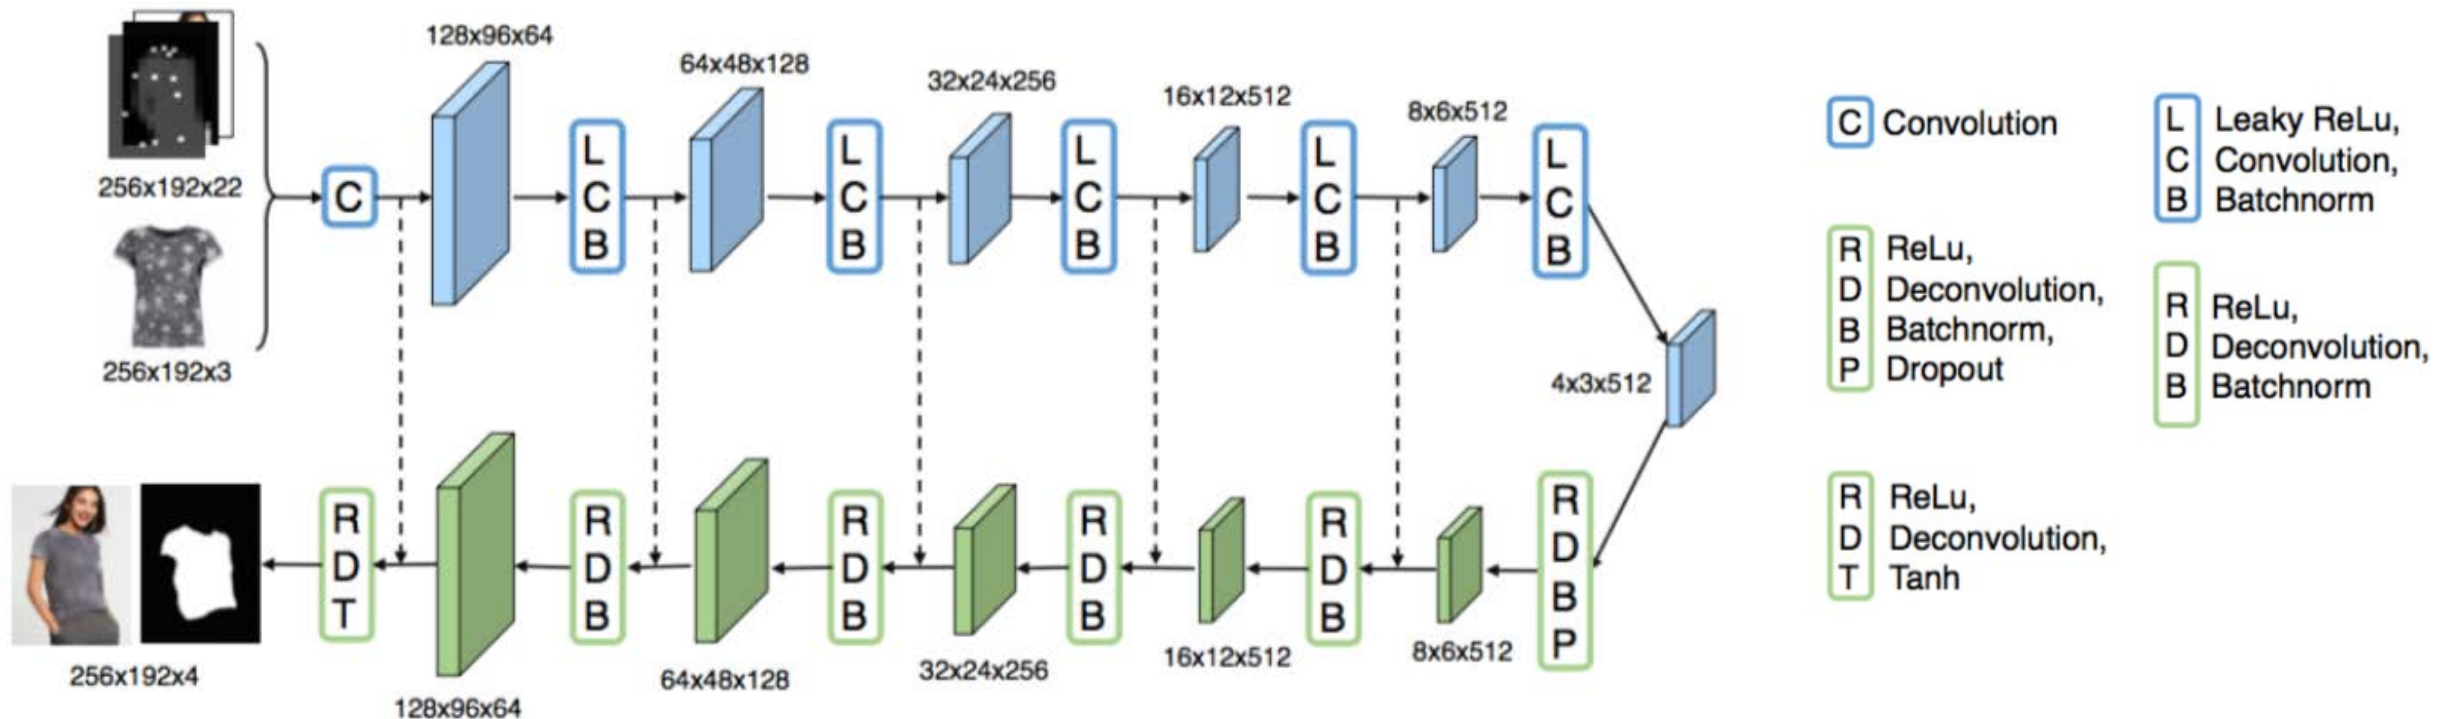 128x96x64
64x48x128
32x24x256
16x12x512
8x6x512
256x192x22
256x192x3
C
L
C
B
L
C
B
L
C
B
L
C
B
L
C
B
4x3x512
R
D
B
P
8x6x512
R
D
B
16x12x512
R
D
B
32x24x256
R
D
B
64x48x128
R
D
B
128x96x64
R
D
T
256x192x4
C Convolution
L Leaky ReLu,
C Convolution,
B Batchnorm
R ReLu,
D Deconvolution,
B Batchnorm,
P Dropout
R ReLu,
D Deconvolution,
B Batchnorm
R ReLu,
D Deconvolution,
T Tanh